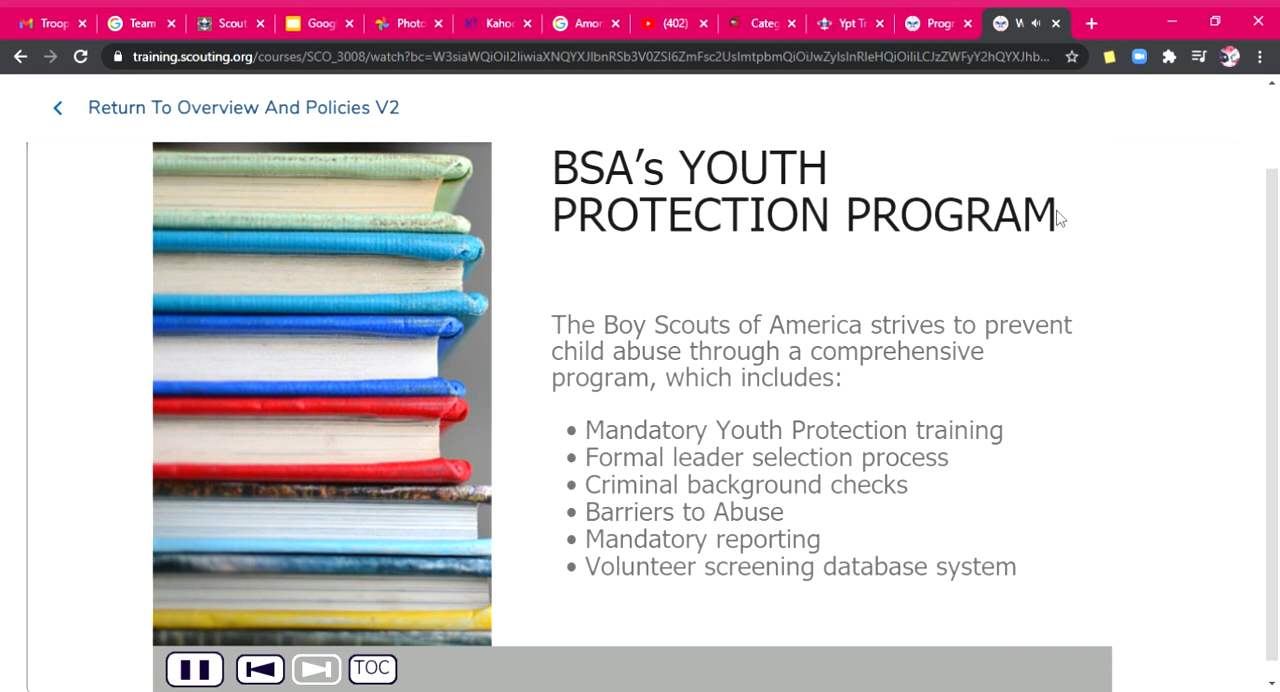 Troop
Team
Scout
Goog
Photo
Kaho
Amor
(402)
Categ
Ypt Tr
Progr
W
training.scouting.org/courses/SCO_3008/watch?bc=
Return To Overview And Policies V2
BSA's YOUTH
PROTECTION PROGRAM
The Boy Scouts of America strives to prevent
child abuse through a comprehensive
program, which includes:
• Mandatory Youth Protection training
• Formal leader selection process
• Criminal background checks
• Barriers to Abuse
• Mandatory reporting
• Volunteer screening database system
TOC